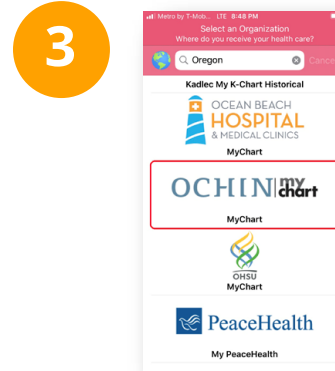 3
Metro by T-Mob... LTE 8:48 PM
Select an Organization
Where do you receive your health care?
Oregon
Cance
Kadlec My K-Chart Historical
OCEAN BEACH
HOSPITAL
& MEDICAL CLINICS
MyChart
OCHIN my chart
MyChart
OHSU
MyChart
PeaceHealth
My PeaceHealth